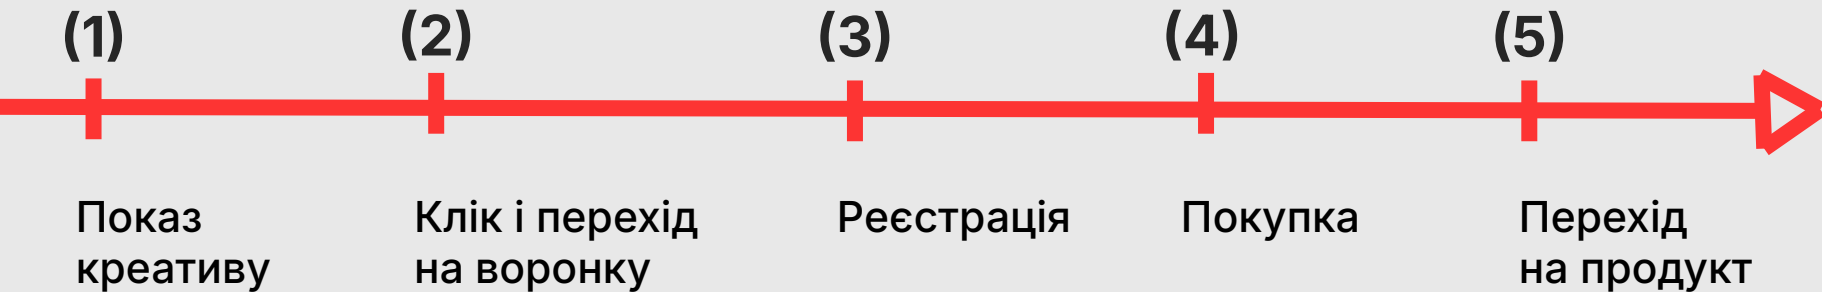 (1)
(2)
(3)
(4)
(5)
Показ
креативу
Клік і перехід
на воронку
Реєстрація
Покупка
Перехід
на продукт